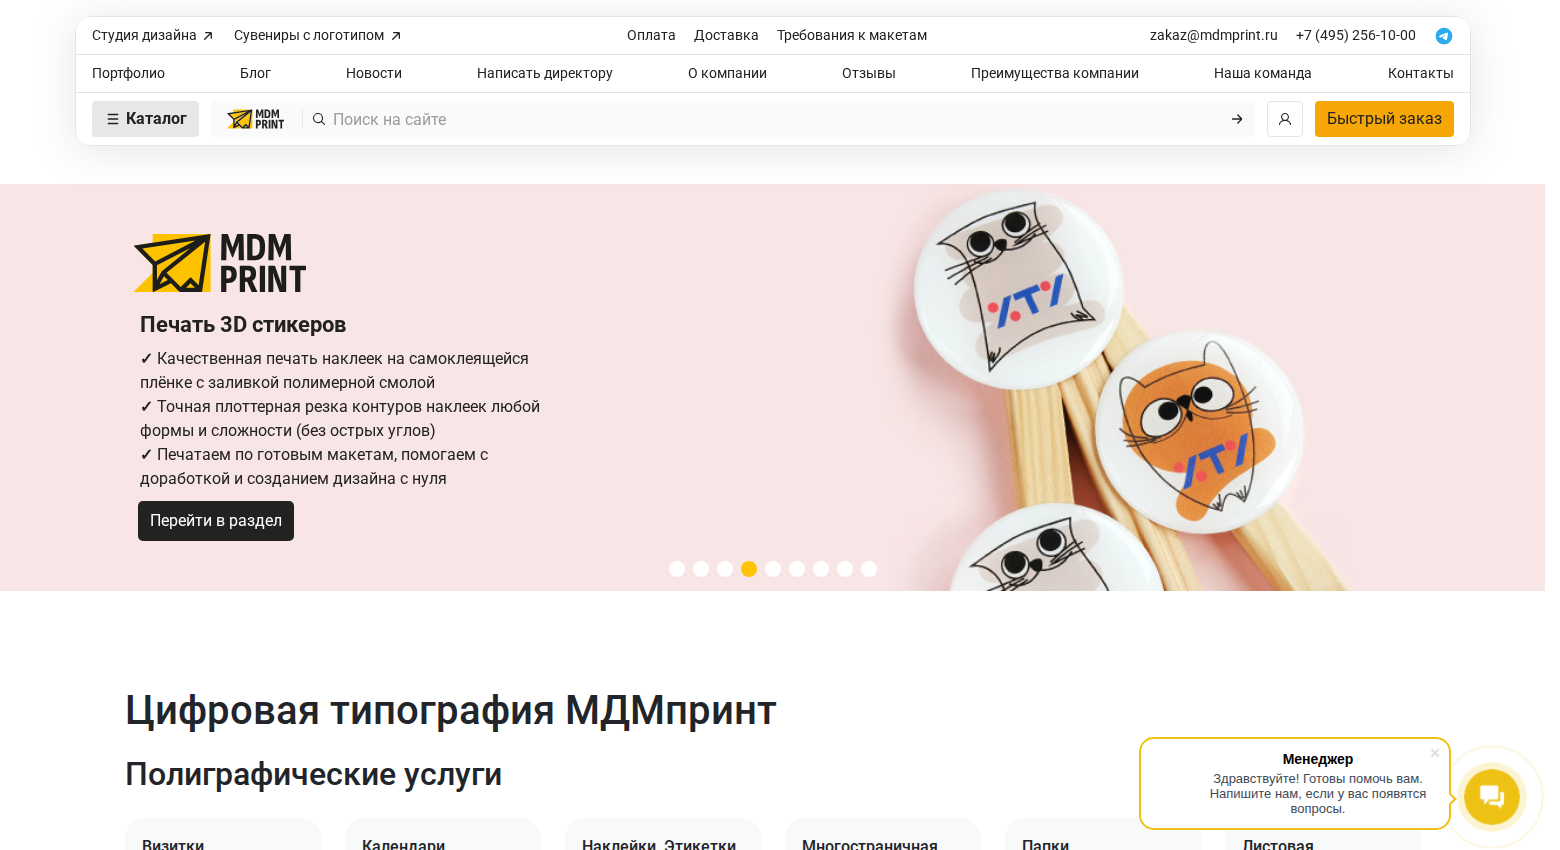 Студия дизайна
Сувениры с логотипом
Оплата
Доставка
Требования к макетам
zakaz@mdmprint.ru
+7 (495) 256-10-00
Портфолио
Блог
Новости
Написать директору
О компании
Отзывы
Преимущества компании
Наша команда
Контакты
Каталог
MDM
PRINT
Поиск на сайте
Быстрый заказ
MDM
PRINT
Печать 3D стикеров
✓ Качественная печать наклеек на самоклеящейся
плёнке с заливкой полимерной смолой
✓ Точная плоттерная резка контуров наклеек любой
формы и сложности (без острых углов)
✓ Печатаем по готовым макетам, помогаем с
доработкой и созданием дизайна с нуля
Перейти в раздел
Цифровая типография МДМпринт
Полиграфические услуги
Менеджер
Здравствуйте! Готовы помочь вам.
Напишите нам, если у вас появятся
вопросы.
Визитки
Календари
Наклейки, Этикетки
Многостраничная
Папки
Листовая